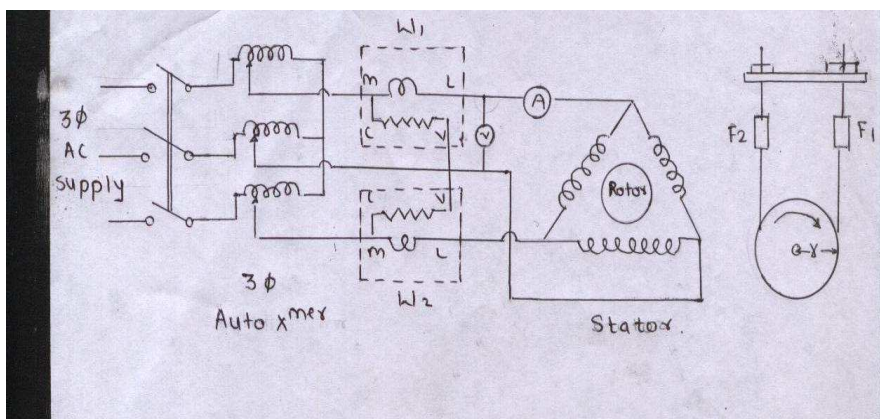 W1
M L
C V
A
V
3Φ
AC
supply
C V
M L
W2
Rotor
3Φ
Auto xmer
Stator.
F2 F1
r